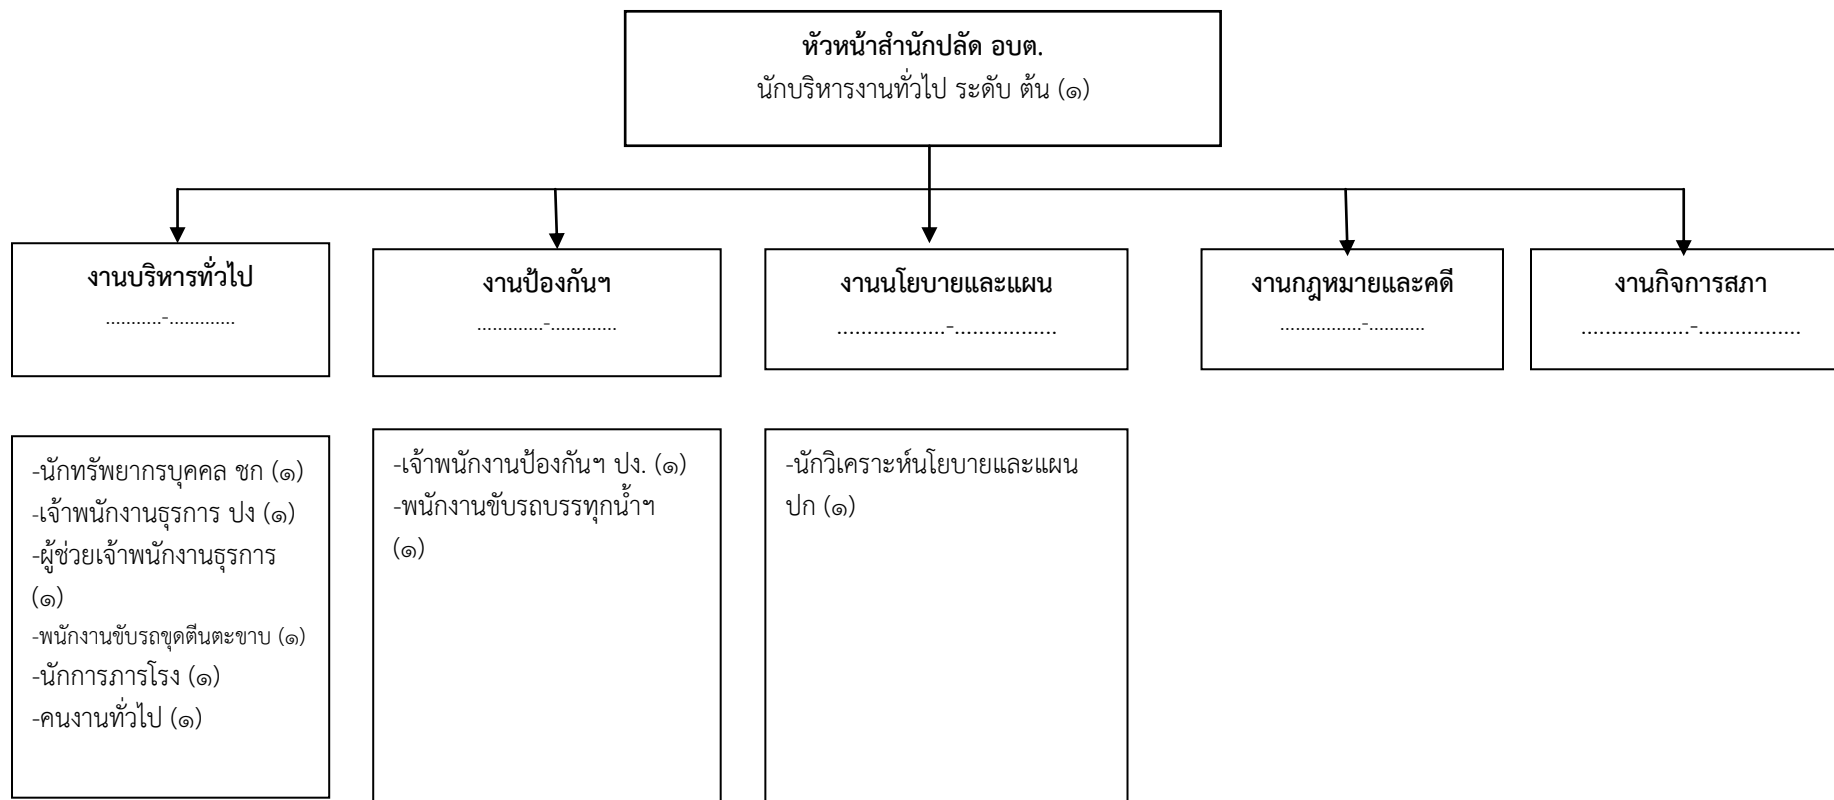 หัวหน้าสำนักปลัด อบต.
นักบริหารงานทั่วไป ระดับ ต้น (๑)
งานบริหารทั่วไป
...........-.............
งานป้องกันฯ
.............-.............
งานนโยบายและแผน
..................-.................
งานกฎหมายและคดี
................-...........
งานกิจการสภา
..................-.................
-นักทรัพยากรบุคคล ชก (๑)
-เจ้าพนักงานธุรการ ปง (๑)
-ผู้ช่วยเจ้าพนักงานธุรการ
(๑)
-พนักงานขับรถขุดตีนตะขาบ (๑)
-นักการภารโรง (๑)
-คนงานทั่วไป (๑)
-เจ้าพนักงานป้องกันฯ ปง. (๑)
-พนักงานขับรถบรรทุกน้ำฯ
(๑)
-นักวิเคราะห์นโยบายและแผน
ปก (๑)